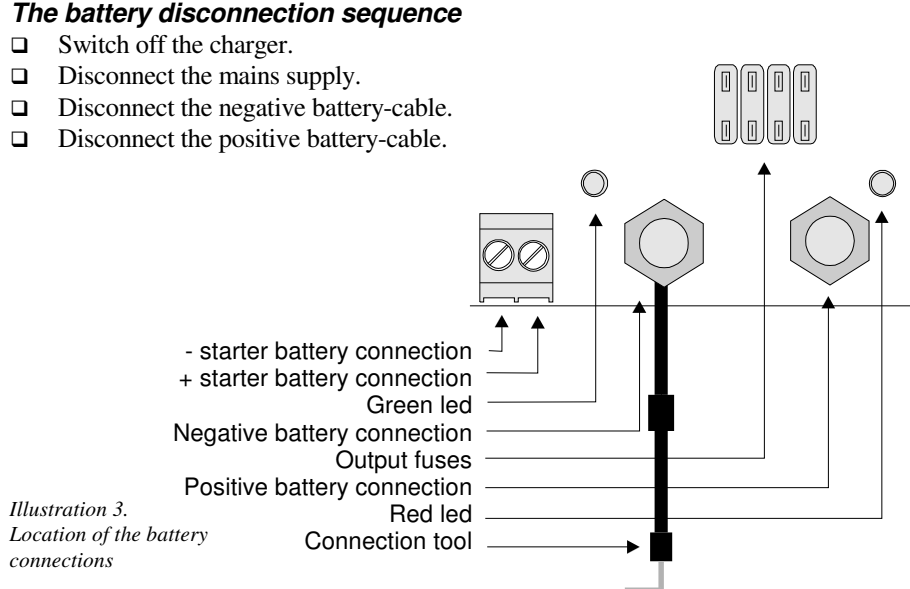 The battery disconnection sequence
❑ Switch off the charger.
❑ Disconnect the mains supply.
❑ Disconnect the negative battery-cable.
❑ Disconnect the positive battery-cable.
- starter battery connection
+ starter battery connection
Green led
Negative battery connection
Output fuses
Positive battery connection
Red led
Connection tool
Illustration 3.
Location of the battery
connections